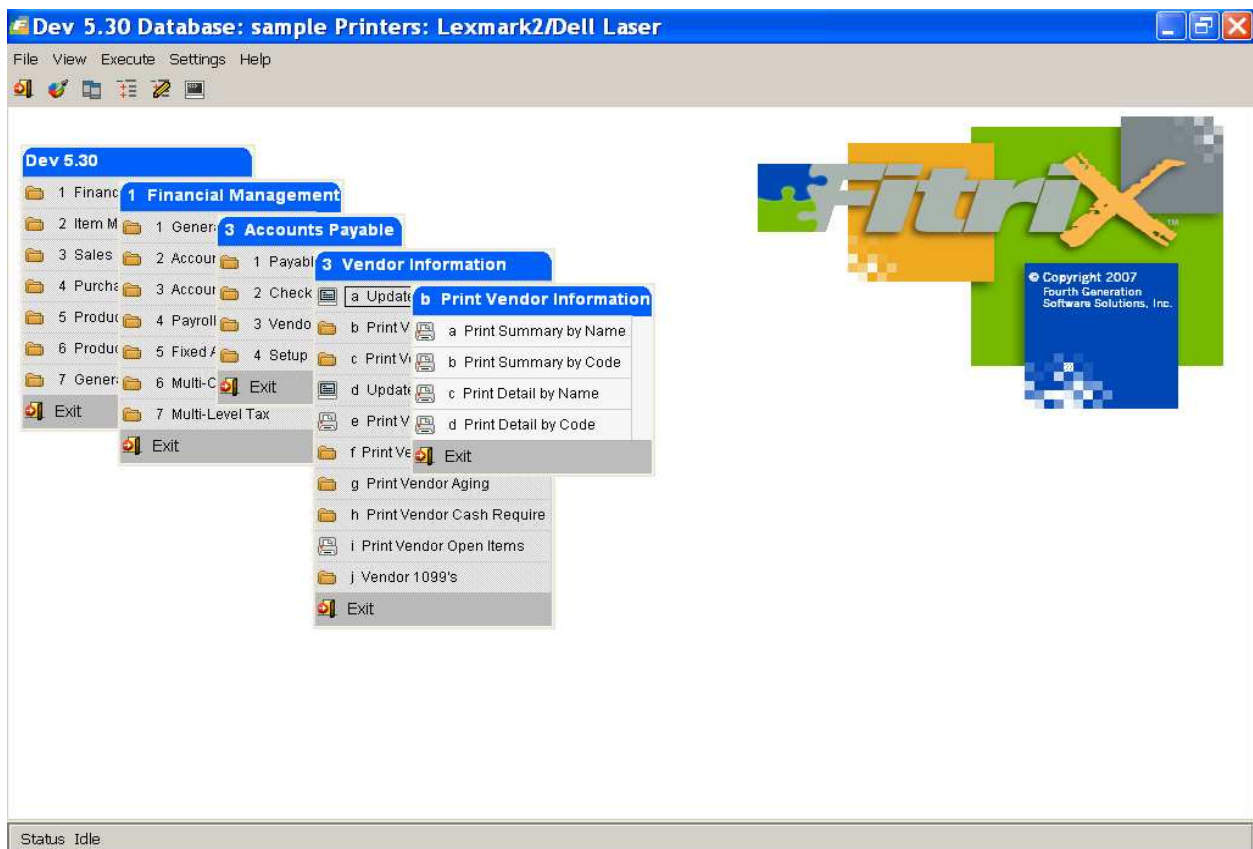 Dev 5.30 Database: sample Printers: Lexmark2/Dell Laser
File View Execute Settings Help
Dev 5.30
1 Financ
2 Item M
3 Sales
4 Purcha
5 Produc
6 Produc
7 Gener
Exit
1 Financial Management
1 Gener
2 Accour
3 Accour
4 Payroll
5 Fixed A
6 Multi-C
7 Multi-Level Tax
Exit
3 Accounts Payable
1 Payabl
2 Check
3 Vendo
4 Setup
Exit
3 Vendor Information
a Update
b Print V
c Print Ve
d Update
e Print V
f Print Ve
g Print Vendor Aging
h Print Vendor Cash Require
i Print Vendor Open Items
j Vendor 1099's
Exit
b Print Vendor Information
a Print Summary by Name
b Print Summary by Code
c Print Detail by Name
d Print Detail by Code
Exit
FitriX™
© Copyright 2007
Fourth Generation
Software Solutions, Inc.
Status Idle